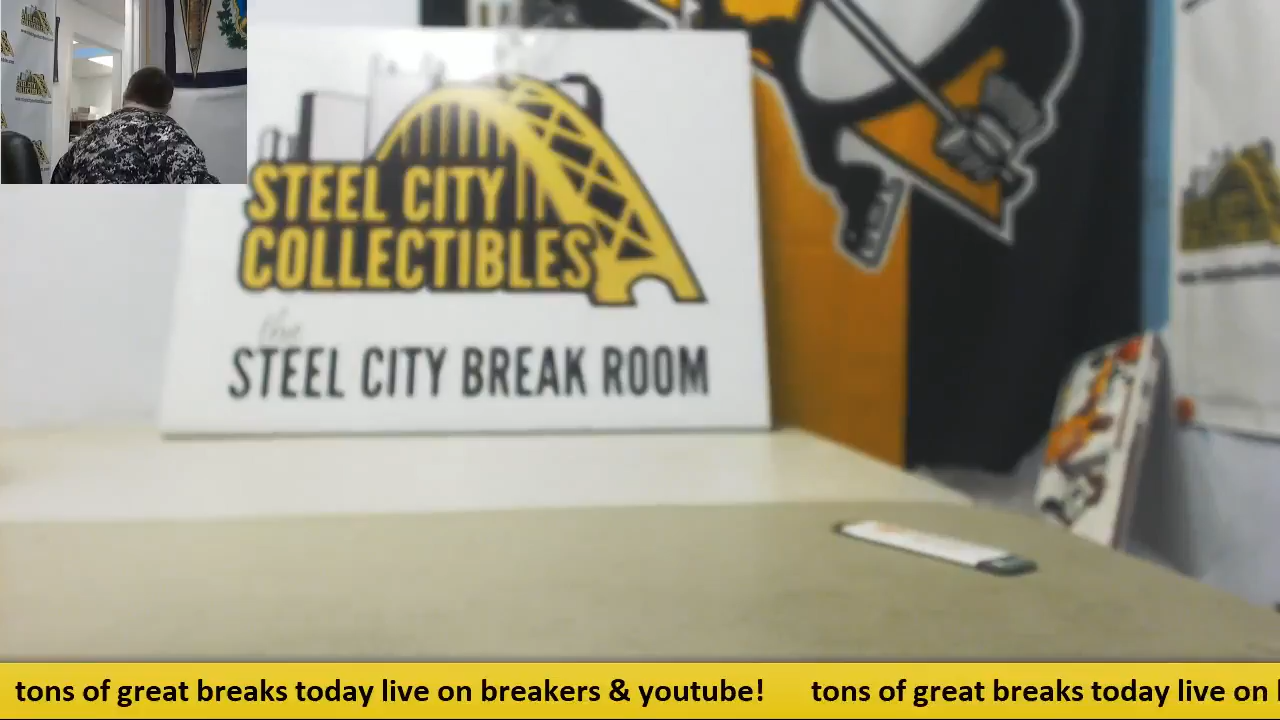 STEEL CITY
COLLECTIBLES
the
STEEL CITY BREAK ROOM
tons of great breaks today live on breakers & youtube! tons of great breaks today live on